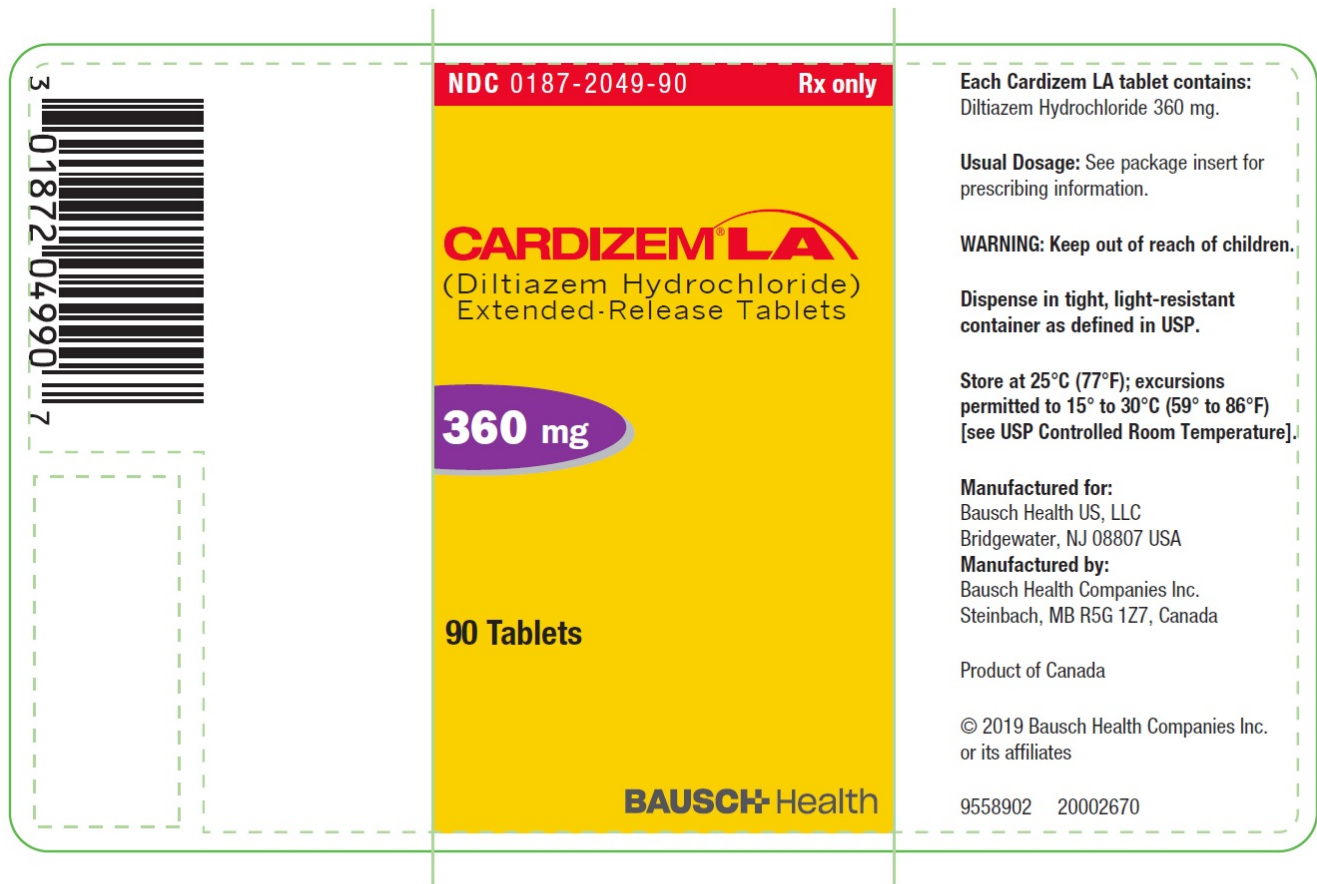 3 01872 04990 7
NDC 0187-2049-90 Rx only
CARDIZEM® LA
(Diltiazem Hydrochloride)
Extended-Release Tablets
360 mg
90 Tablets
BAUSCH Health
Each Cardizem LA tablet contains:
Diltiazem Hydrochloride 360 mg.
Usual Dosage: See package insert for
prescribing information.
WARNING: Keep out of reach of children.
Dispense in tight, light-resistant
container as defined in USP.
Store at 25°C (77°F); excursions
permitted to 15° to 30°C (59° to 86°F)
[see USP Controlled Room Temperature].
Manufactured for:
Bausch Health US, LLC
Bridgewater, NJ 08807 USA
Manufactured by:
Bausch Health Companies Inc.
Steinbach, MB R5G 1Z7, Canada
Product of Canada
© 2019 Bausch Health Companies Inc.
or its affiliates
9558902 20002670